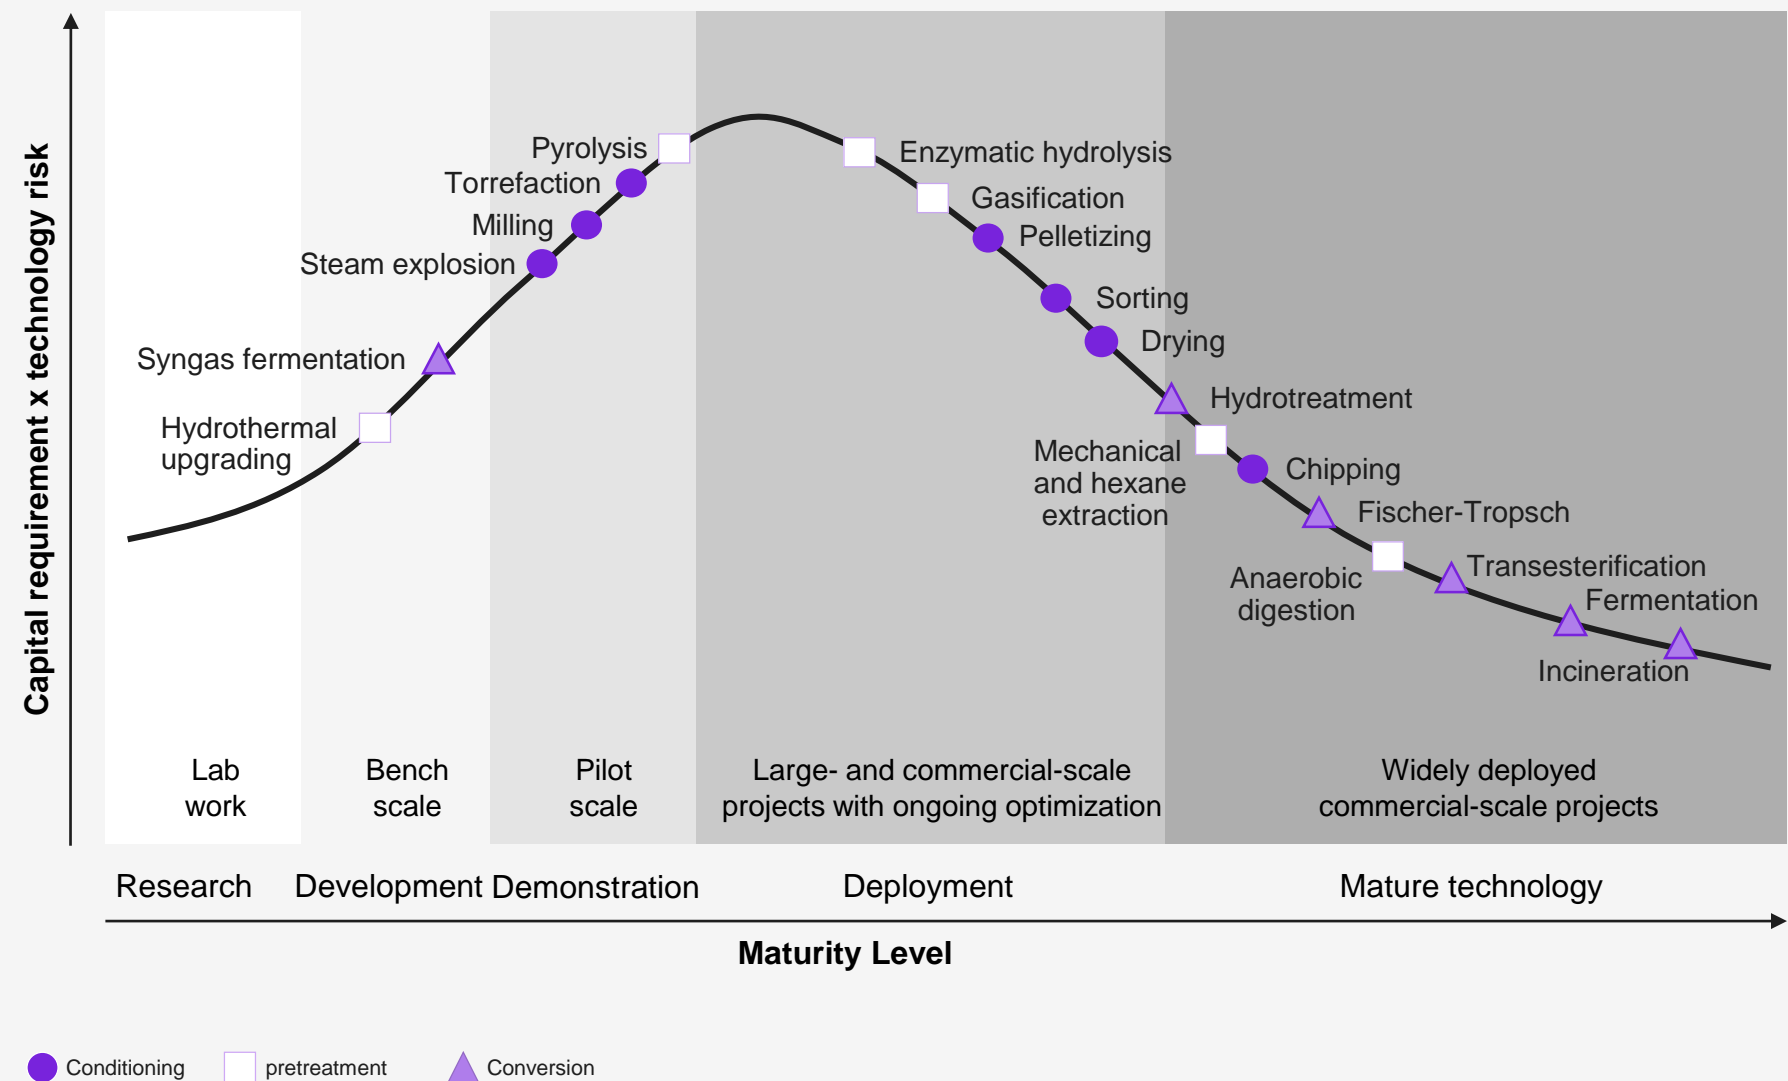 Capital requirement x technology risk
Pyrolysis
Enzymatic hydrolysis
Torrefaction
Gasification
Milling
Pelletizing
Steam explosion
Sorting
Drying
Syngas fermentation
Hydrotreatment
Hydrothermal
upgrading
Mechanical
and hexane
extraction
Chipping
Fischer-Tropsch
Anaerobic
digestion
Transesterification
Fermentation
Incineration
Lab
work
Bench
scale
Pilot
scale
Large- and commercial-scale
projects with ongoing optimization
Widely deployed
commercial-scale projects
Research
Development
Demonstration
Deployment
Mature technology
Maturity Level
Conditioning
pretreatment
Conversion